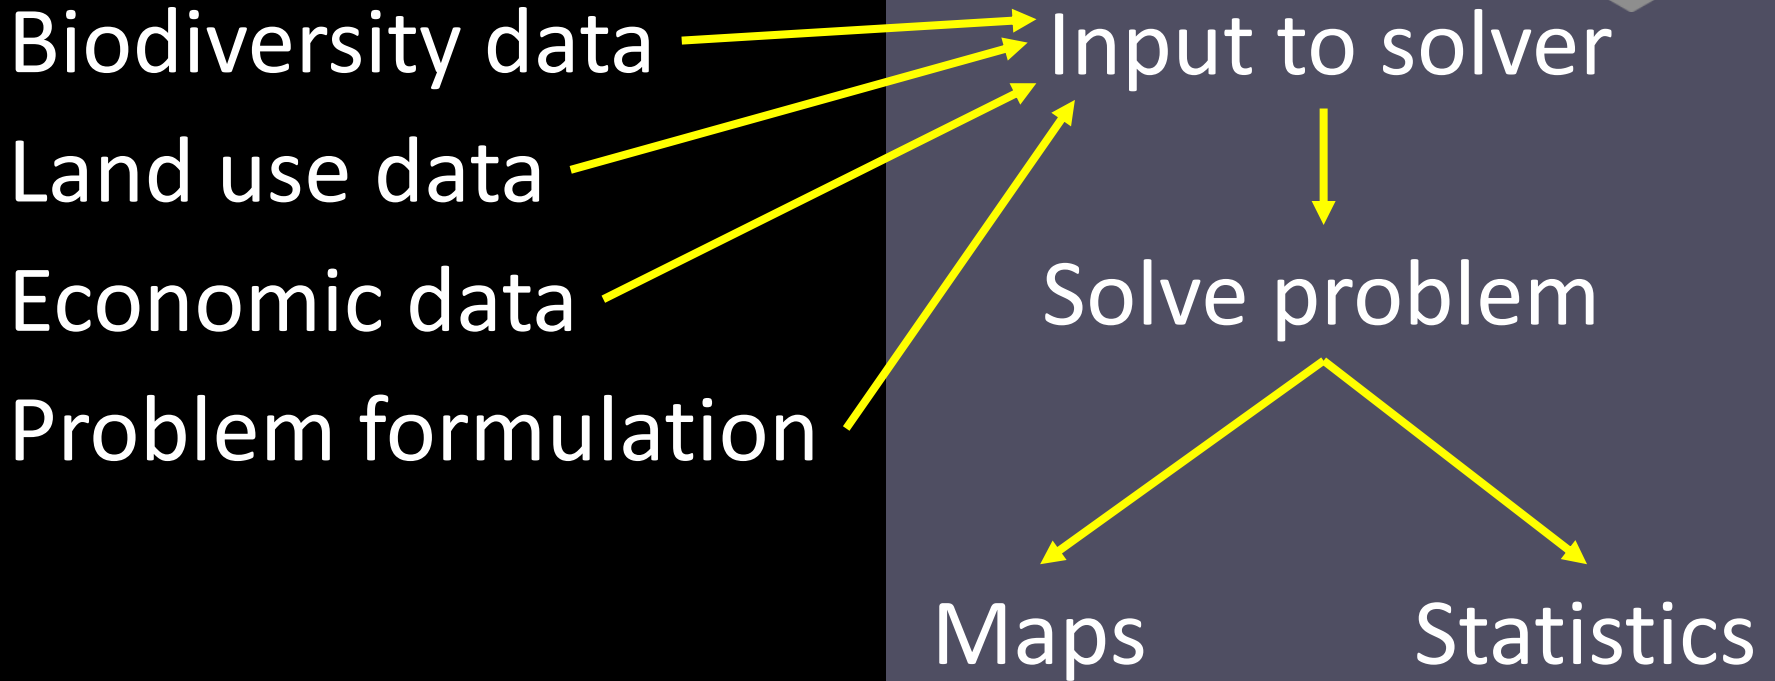 Biodiversity data
Land use data
Economic data
Problem formulation
Input to solver
Solve problem
Maps
Statistics